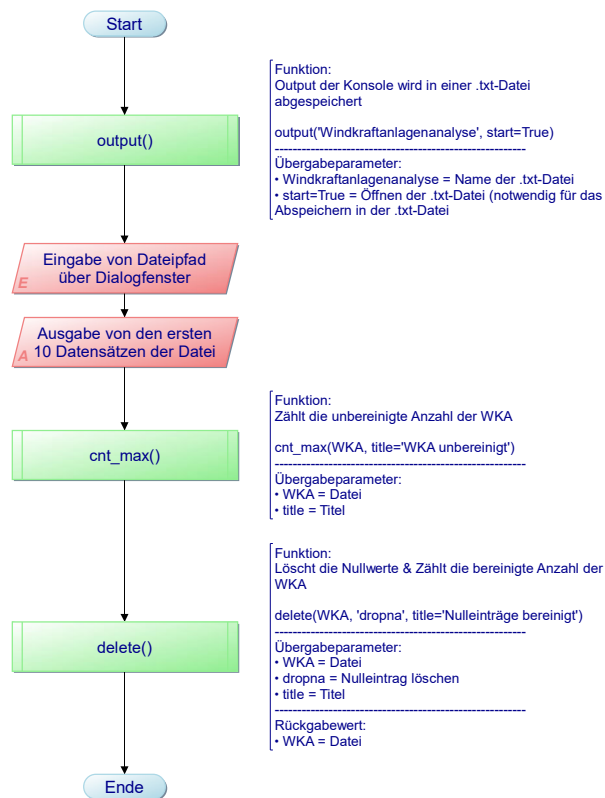 Start
output()
Funktion:
Output der Konsole wird in einer .txt-Datei
abgespeichert
output('Windkraftanlagenanalyse', start=True)
--------------------------------------------------------
Übergabeparameter:
• Windkraftanlagenanalyse = Name der .txt-Datei
• start=True = Öffnen der .txt-Datei (notwendig für das
Abspeichern in der .txt-Datei
Eingabe von Dateipfad
über Dialogfenster
E
Ausgabe von den ersten
10 Datensätzen der Datei
A
cnt_max()
Funktion:
Zählt die unbereinigte Anzahl der WKA
cnt_max(WKA, title='WKA unbereinigt')
--------------------------------------------------------
Übergabeparameter:
• WKA = Datei
• title = Titel
delete()
Funktion:
Löscht die Nullwerte & Zählt die bereinigte Anzahl der
WKA
delete(WKA, 'dropna', title='Nulleinträge bereinigt')
--------------------------------------------------------
Übergabeparameter:
• WKA = Datei
• dropna = Nulleintrag löschen
• title = Titel
--------------------------------------------------------
Rückgabewert:
• WKA = Datei
Ende